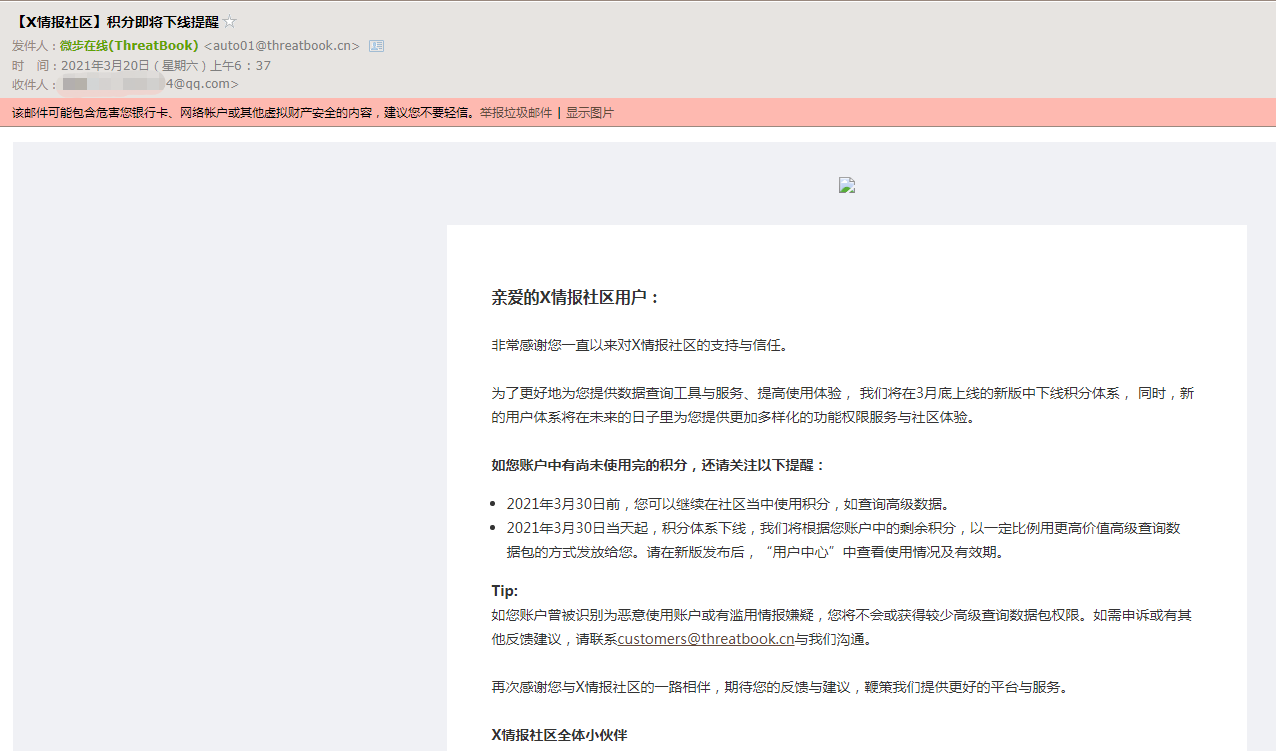 【X情报社区】积分即将下线提醒
发件人：微步在线(ThreatBook) <auto01@threatbook.cn>
时 间：2021年3月20日（星期六）上午6：37
收件人： 4@qq.com>
该邮件可能包含危害您银行卡、网络帐户或其他虚拟财产安全的内容，建议您不要轻信。举报垃圾邮件 | 显示图片
亲爱的X情报社区用户：
非常感谢您一直以来对X情报社区的支持与信任。
为了更好地为您提供数据查询工具与服务、提高使用体验， 我们将在3月底上线的新版中下线积分体系， 同时，新
的用户体系将在未来的日子里为您提供更加多样化的功能权限服务与社区体验。
如您账户中有尚未使用完的积分，还请关注以下提醒：
• 2021年3月30日前，您可以继续在社区当中使用积分，如查询高级数据。
• 2021年3月30日当天起，积分体系下线，我们将根据您账户中的剩余积分，以一定比例用更高价值高级查询数
据包的方式发放给您。请在新版发布后，“用户中心”中查看使用情况及有效期。
Tip:
如您账户曾被识别为恶意使用账户或有滥用情报嫌疑，您将不会或获得较少高级查询数据包权限。如需申诉或有其
他反馈建议，请联系customers@threatbook.cn与我们沟通。
再次感谢您与X情报社区的一路相伴，期待您的反馈与建议，鞭策我们提供更好的平台与服务。
X情报社区全体小伙伴